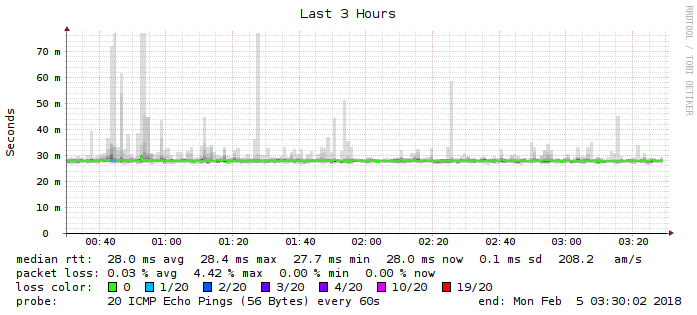 Last 3 Hours
RRDTOOL / TOBI OETIKER
Seconds
70 m
60 m
50 m
40 m
30 m
20 m
10 m
0
00:40 01:00 01:20 01:40 02:00 02:20 02:40 03:00 03:20
median rtt: 28.0 ms avg 28.4 ms max 27.7 ms min 28.0 ms now 0.1 ms sd 208.2 am/s
packet loss: 0.03 % avg 4.42 % max 0.00 % min 0.00 % now
loss color: 0 1/20 2/20 3/20 4/20 10/20 19/20
probe: 20 ICMP Echo Pings (56 Bytes) every 60s end: Mon Feb 5 03:30:02 2018